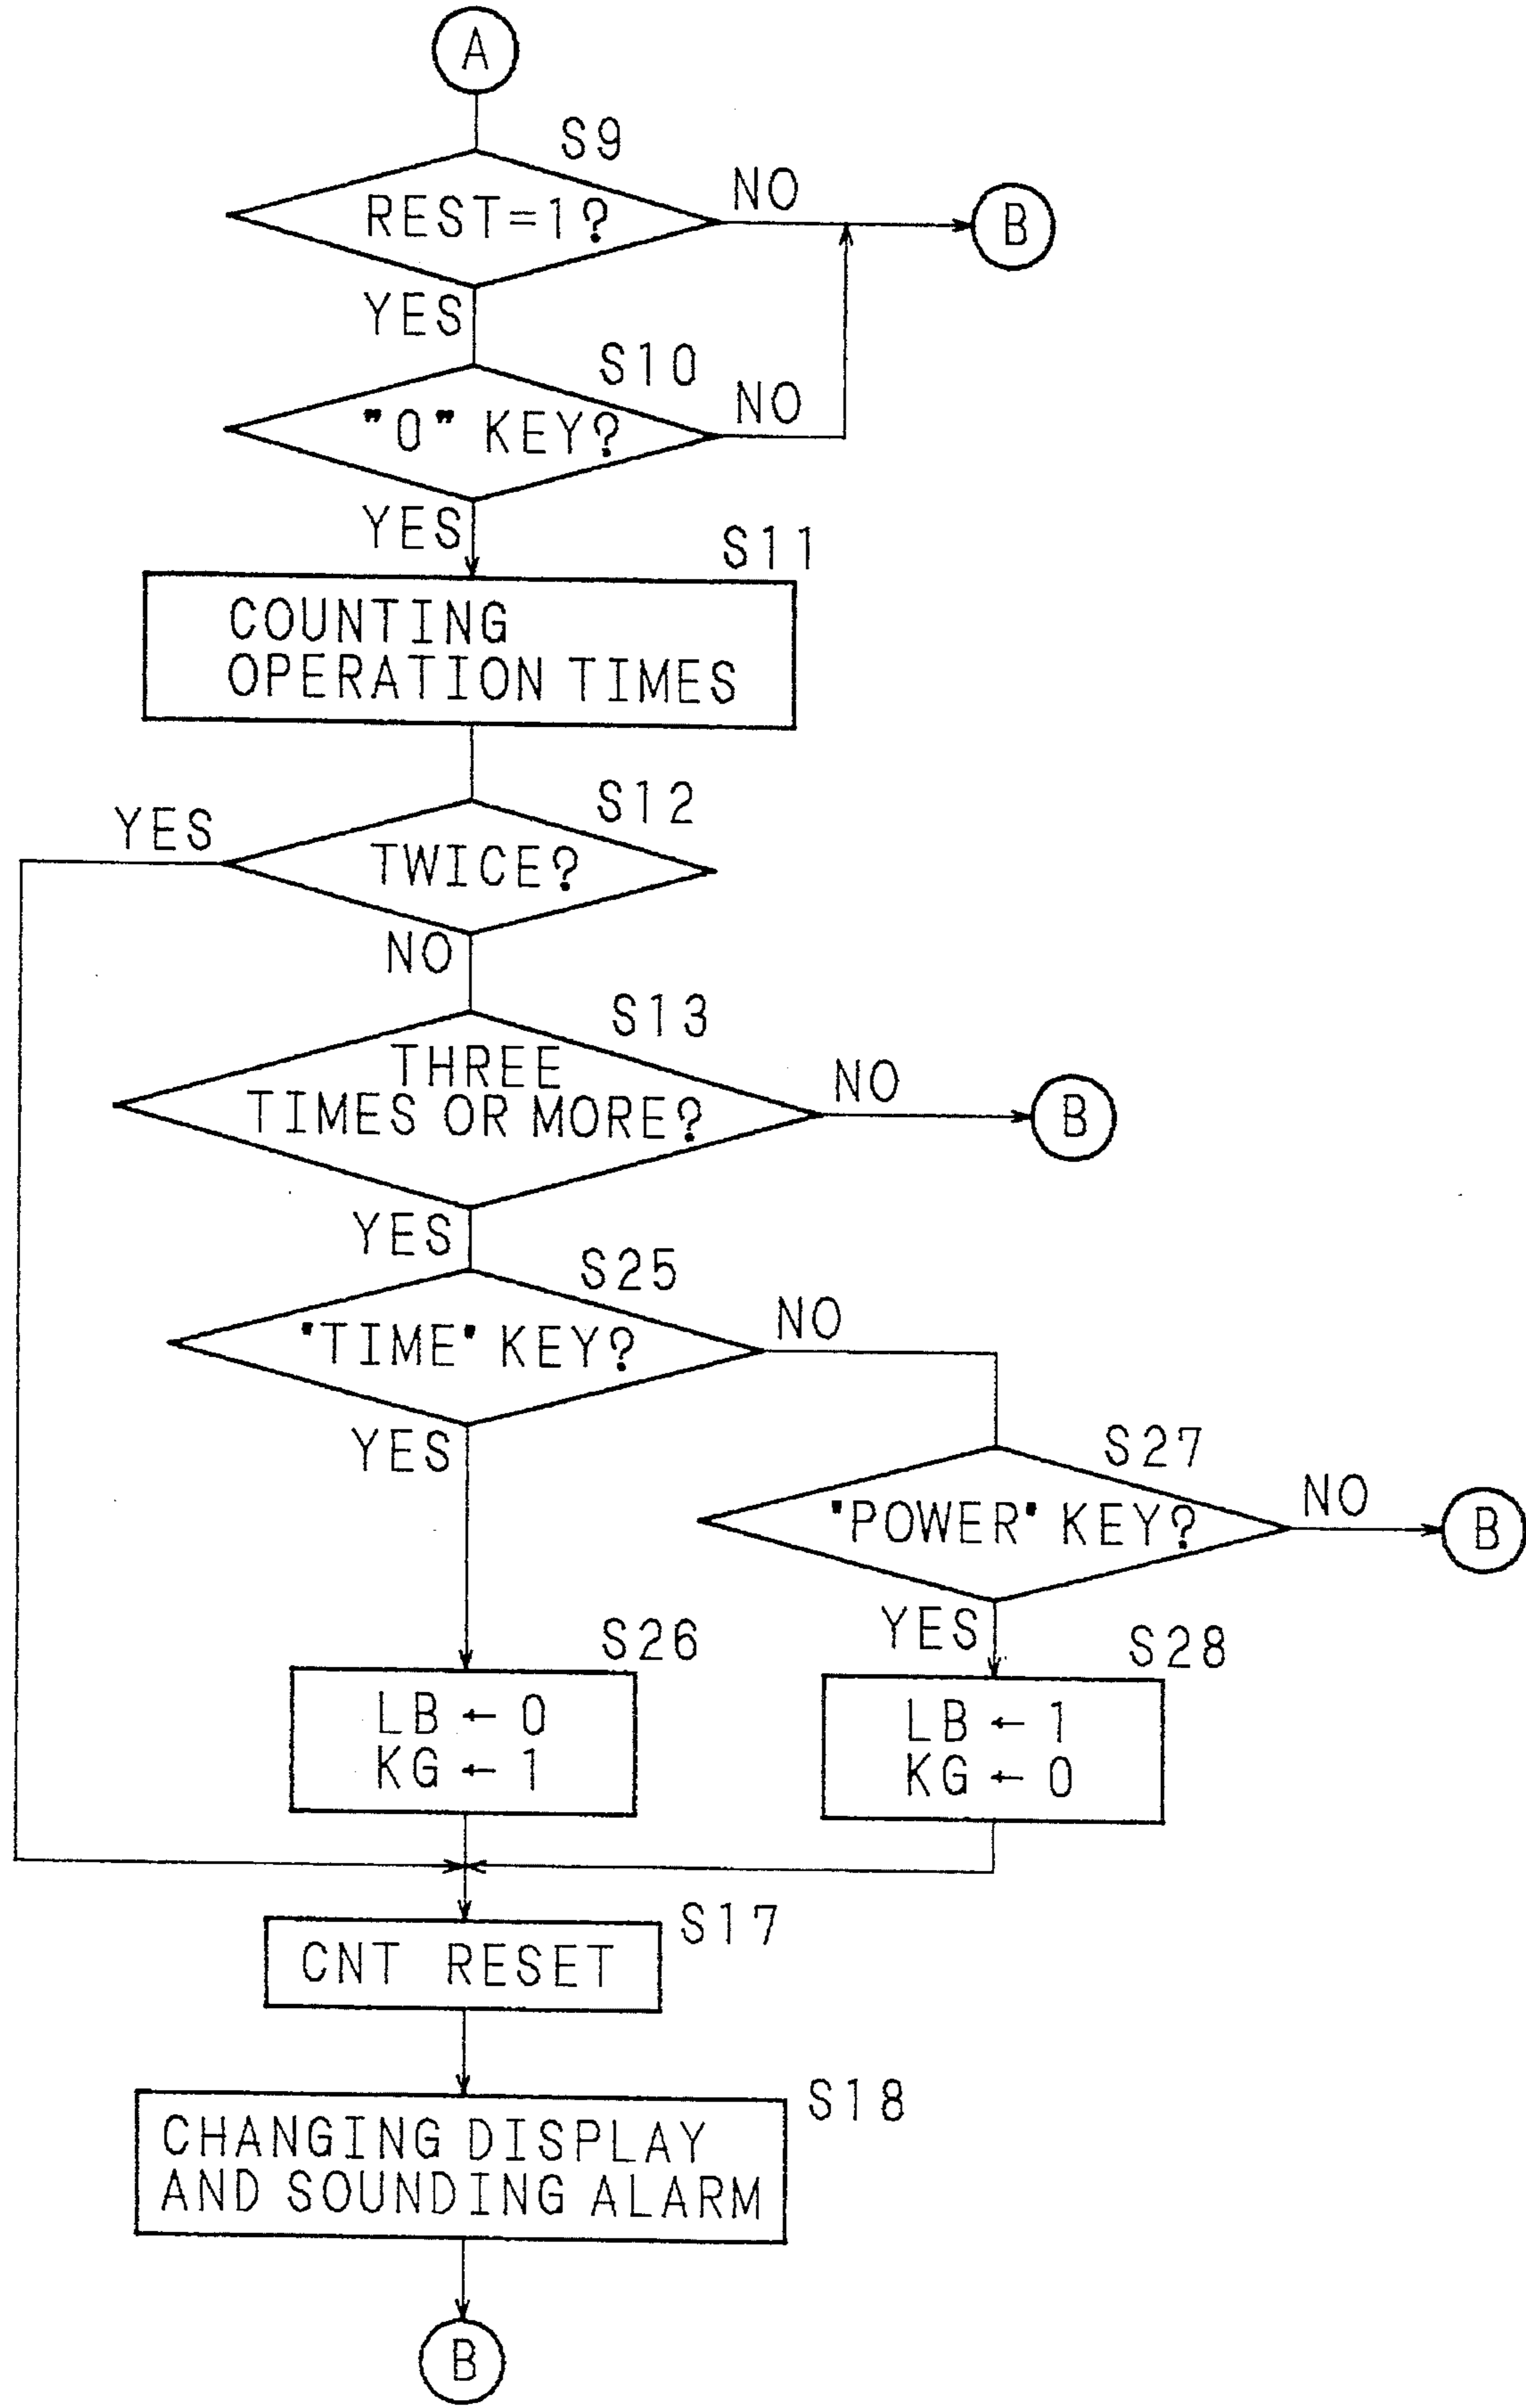 A
S9
REST=1?
NO
B
YES
S10
"0" KEY?
NO
YES
S11
COUNTING
OPERATION TIMES
S12
YES
TWICE?
NO
S13
THREE
TIMES OR MORE?
NO
B
YES
S25
"TIME" KEY?
NO
YES
S27
"POWER" KEY?
NO
B
YES
S26
S28
LB ← 0
KG ← 1
LB ← 1
KG ← 0
S17
CNT RESET
S18
CHANGING DISPLAY
AND SOUNDING ALARM
B